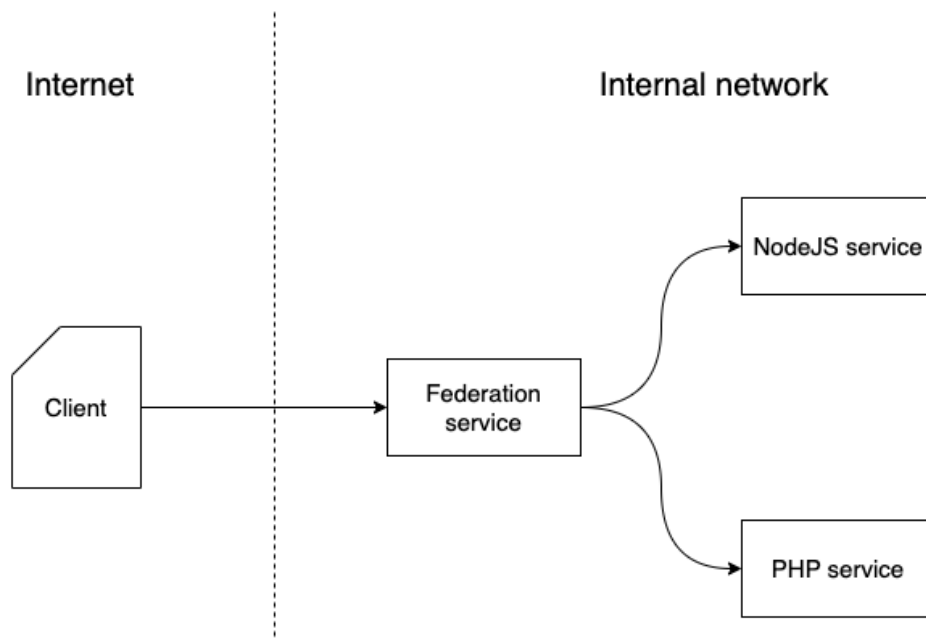 Internet
Internal network
NodeJS service
Client
Federation
service
PHP service